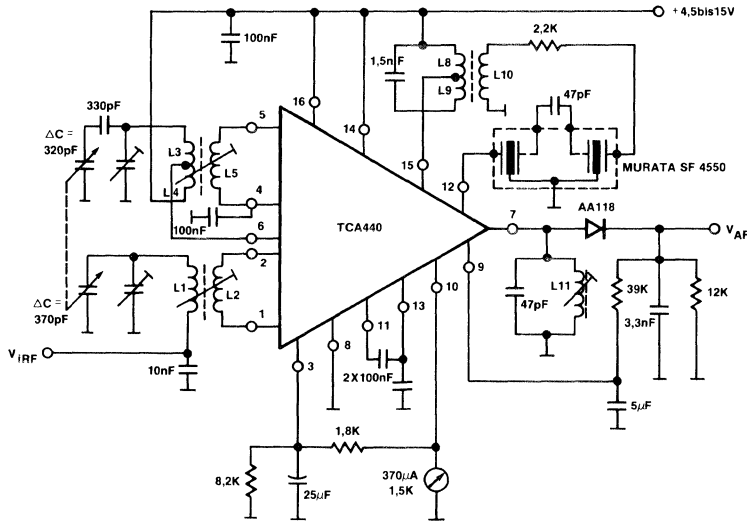 +4,5bis15V
100nF
2,2K
1,5nF
L8
L9
L10
47pF
330pF
16
5
ΔC =
320pF
L3
L4
L5
14
15
MURATA SF 4550
12
4
100nF
6
TCA440
7
AA118
VAF
2
9
ΔC =
370pF
L1
L2
10
13
47pF
L11
39K
3,3nF
12K
1
11
ViRF
8
10nF
3
2X100nF
5μF
1,8K
8,2K
25μF
370μA
1,5K